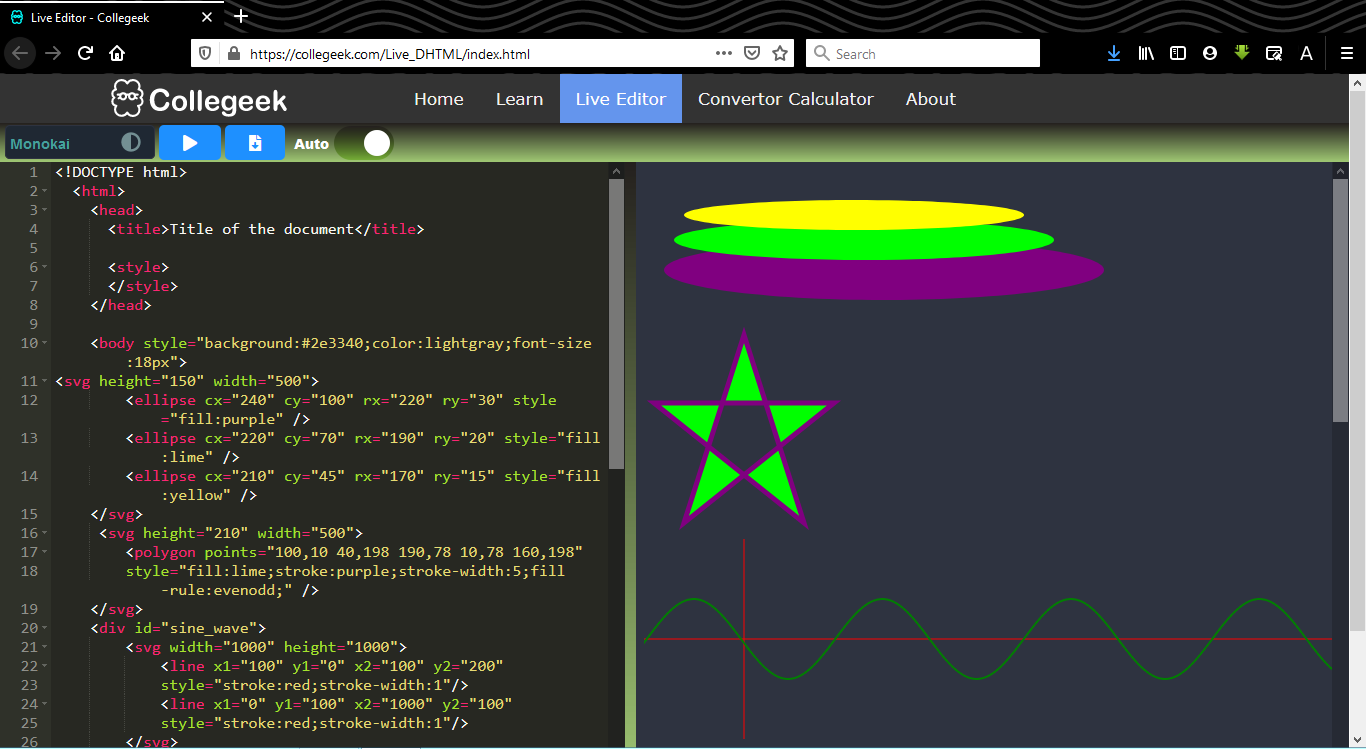 Live Editor - Collegeek
https://collegeek.com/Live_DHTML/index.html
Search
Collegeek
Home
Learn
Live Editor
Convertor Calculator
About
Monokai
Auto
1 <!DOCTYPE html>
2 <html>
3 <head>
4 <title>Title of the document</title>
5
6 <style>
7 </style>
8 </head>
9
10 <body style="background:#2e3340;color:lightgray;font-size
:18px">
11 <svg height="150" width="500">
12 <ellipse cx="240" cy="100" rx="220" ry="30" style
="fill:purple" />
13 <ellipse cx="220" cy="70" rx="190" ry="20" style="fill
:lime" />
14 <ellipse cx="210" cy="45" rx="170" ry="15" style="fill
:yellow" />
15 </svg>
16 <svg height="210" width="500">
17 <polygon points="100,10 40,198 190,78 10,78 160,198"
18 style="fill:lime;stroke:purple;stroke-width:5;fill
-rule:evenodd;" />
19 </svg>
20 <div id="sine_wave">
21 <svg width="1000" height="1000">
22 <line x1="100" y1="0" x2="100" y2="200"
23 style="stroke:red;stroke-width:1"/>
24 <line x1="0" y1="100" x2="1000" y2="100"
25 style="stroke:red;stroke-width:1"/>
26 </svg>